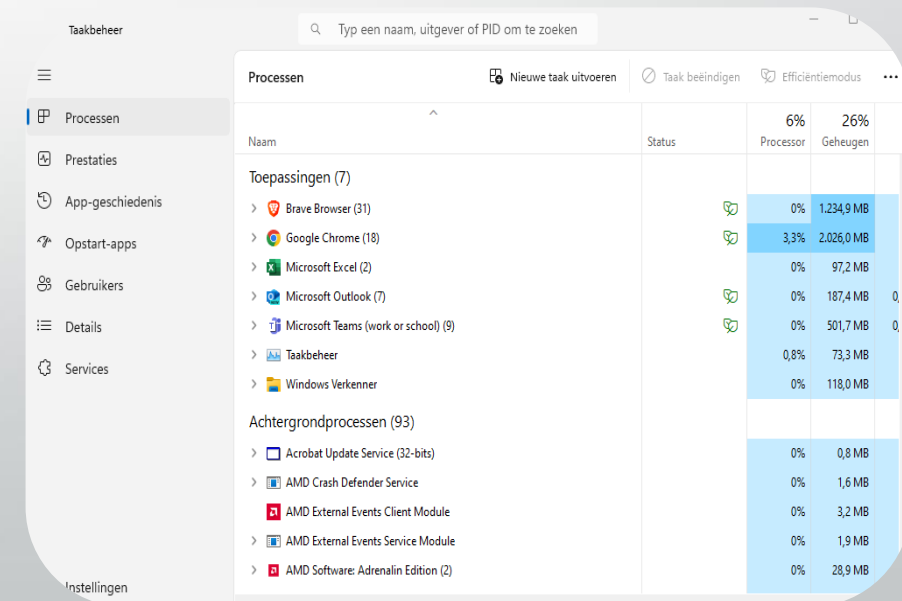 Taakbeheer
Typ een naam, uitgever of PID om te zoeken
Processen
Nieuwe taak uitvoeren
Taak beëindigen
Efficiëntiemodus
Processen
Prestaties
App-geschiedenis
Opstart-apps
Gebruikers
Details
Services
Instellingen
6% 26%
Naam Status Processor Geheugen
Toepassingen (7)
Brave Browser (31) 0% 1.234,9 MB
Google Chrome (18) 3,3% 2.026,0 MB
Microsoft Excel (2) 0% 97,2 MB
Microsoft Outlook (7) 0% 187,4 MB 0,
Microsoft Teams (work or school) (9) 0% 501,7 MB 0,
Taakbeheer 0,8% 73,3 MB
Windows Verkenner 0% 118,0 MB
Achtergrondprocessen (93)
Acrobat Update Service (32-bits) 0% 0,8 MB
AMD Crash Defender Service 0% 1,6 MB
AMD External Events Client Module 0% 3,2 MB
AMD External Events Service Module 0% 1,9 MB
AMD Software: Adrenalin Edition (2) 0% 28,9 MB